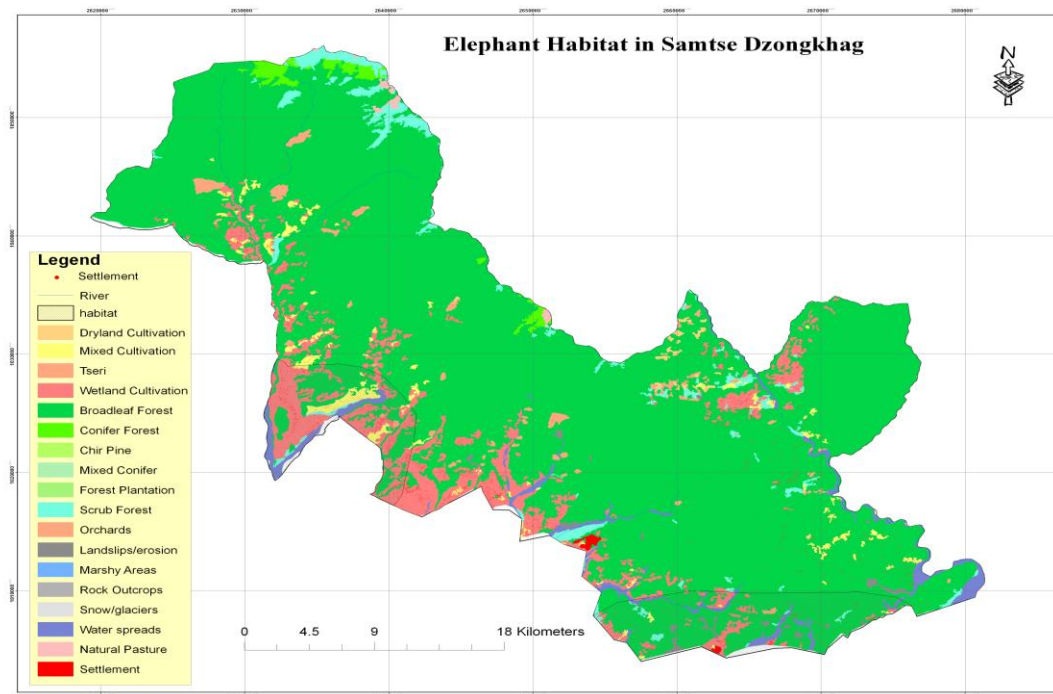 Elephant Habitat in Samtse Dzongkhag
N
Legend
Settlement
River
habitat
Dryland Cultivation
Mixed Cultivation
Tseri
Wetland Cultivation
Broadleaf Forest
Conifer Forest
Chir Pine
Mixed Conifer
Forest Plantation
Scrub Forest
Orchards
Landslips/erosion
Marshy Areas
Rock Outcrops
Snow/glaciers
Water spreads
Natural Pasture
Settlement
0 4.5 9 18 Kilometers